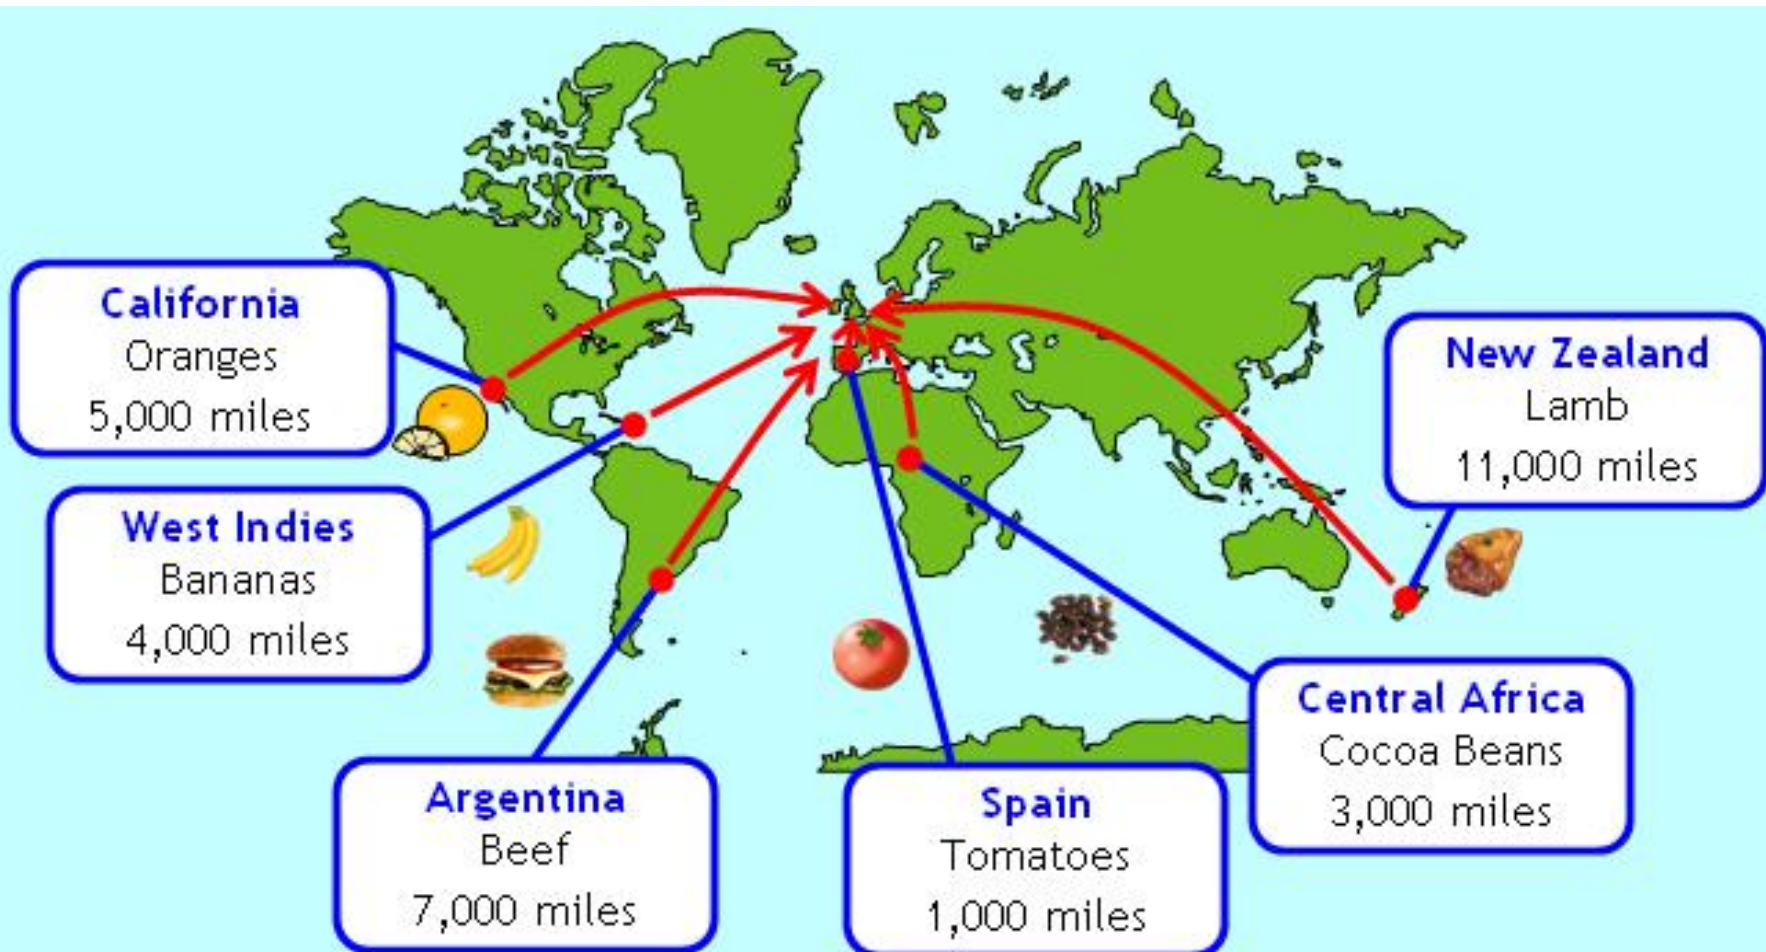 California
Oranges
5,000 miles
West Indies
Bananas
4,000 miles
Argentina
Beef
7,000 miles
Spain
Tomatoes
1,000 miles
Central Africa
Cocoa Beans
3,000 miles
New Zealand
Lamb
11,000 miles